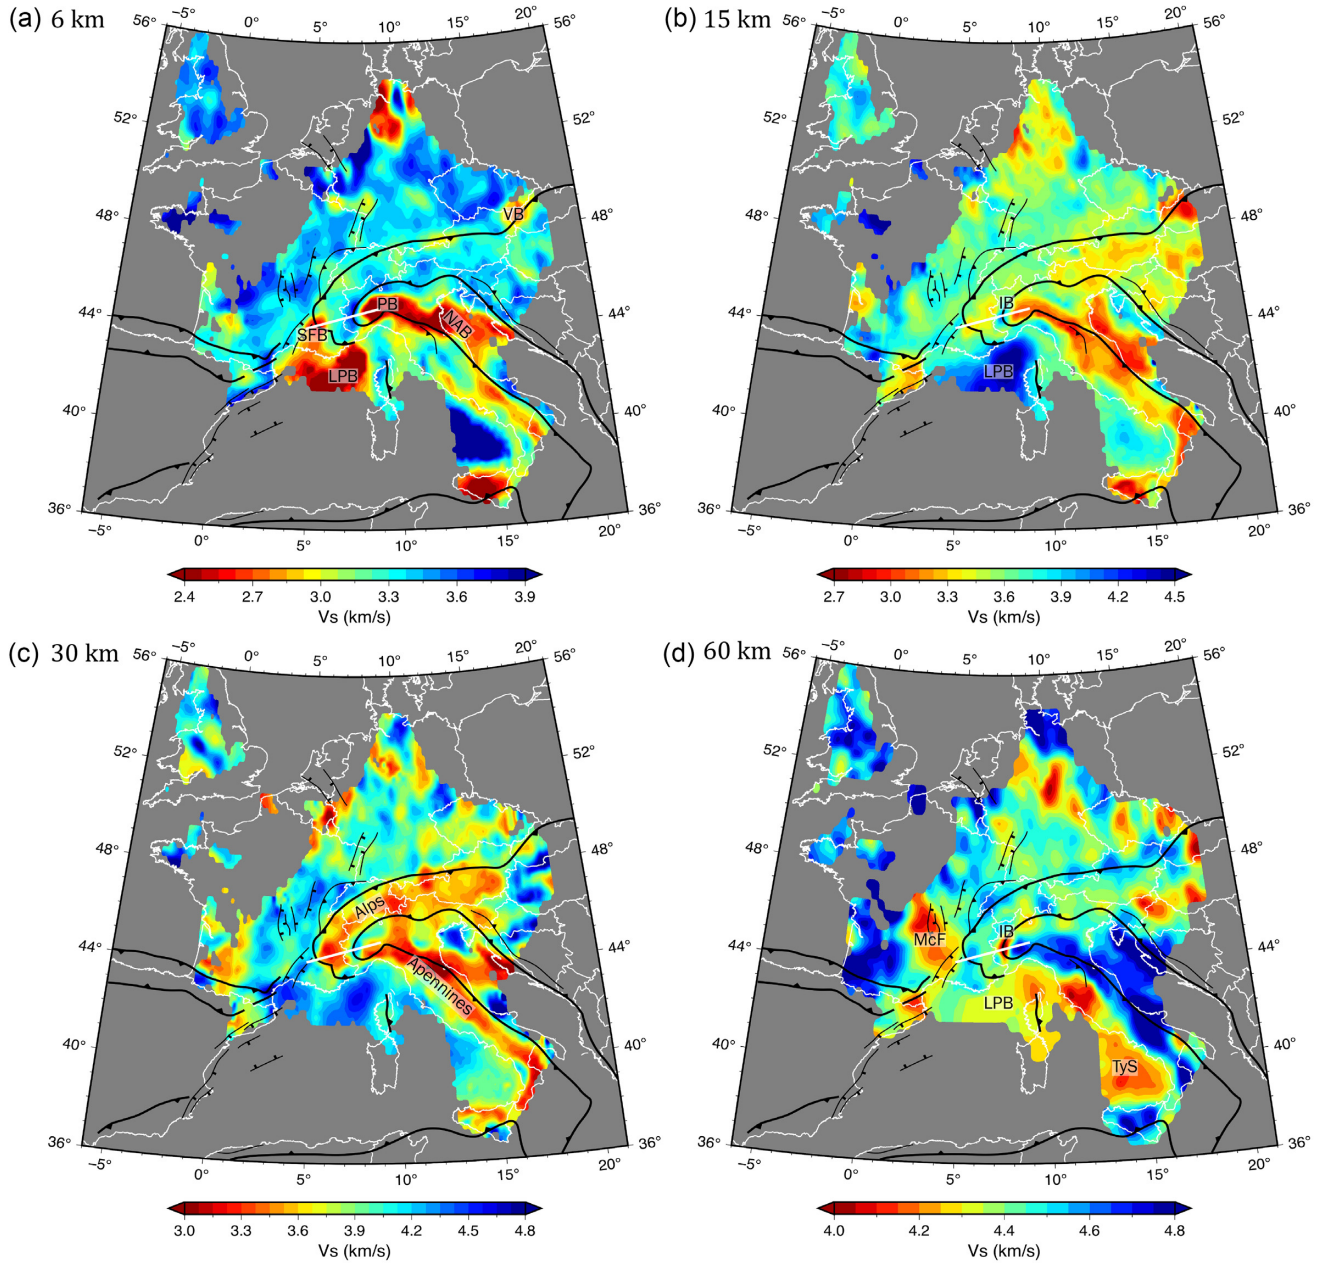 (a) 6 km
−5° 0° 5° 10° 15° 20°
56° 56°
52° 52°
48° 48°
44° 44°
40° 40°
36° 36°
VB
PB
NAB
SFB
LPB
−5° 0° 5° 10° 15° 20°
2.4 2.7 3.0 3.3 3.6 3.9
Vs (km/s)
(b) 15 km
−5° 0° 5° 10° 15° 20°
56° 56°
52° 52°
48° 48°
44° 44°
40° 40°
36° 36°
IB
LPB
−5° 0° 5° 10° 15° 20°
2.7 3.0 3.3 3.6 3.9 4.2 4.5
Vs (km/s)
(c) 30 km
−5° 0° 5° 10° 15° 20°
56° 56°
52° 52°
48° 48°
44° 44°
40° 40°
36° 36°
Alps
Apennines
−5° 0° 5° 10° 15° 20°
3.0 3.3 3.6 3.9 4.2 4.5 4.8
Vs (km/s)
(d) 60 km
−5° 0° 5° 10° 15° 20°
56° 56°
52° 52°
48° 48°
44° 44°
40° 40°
36° 36°
McF
IB
LPB
TyS
−5° 0° 5° 10° 15° 20°
4.0 4.2 4.4 4.6 4.8
Vs (km/s)